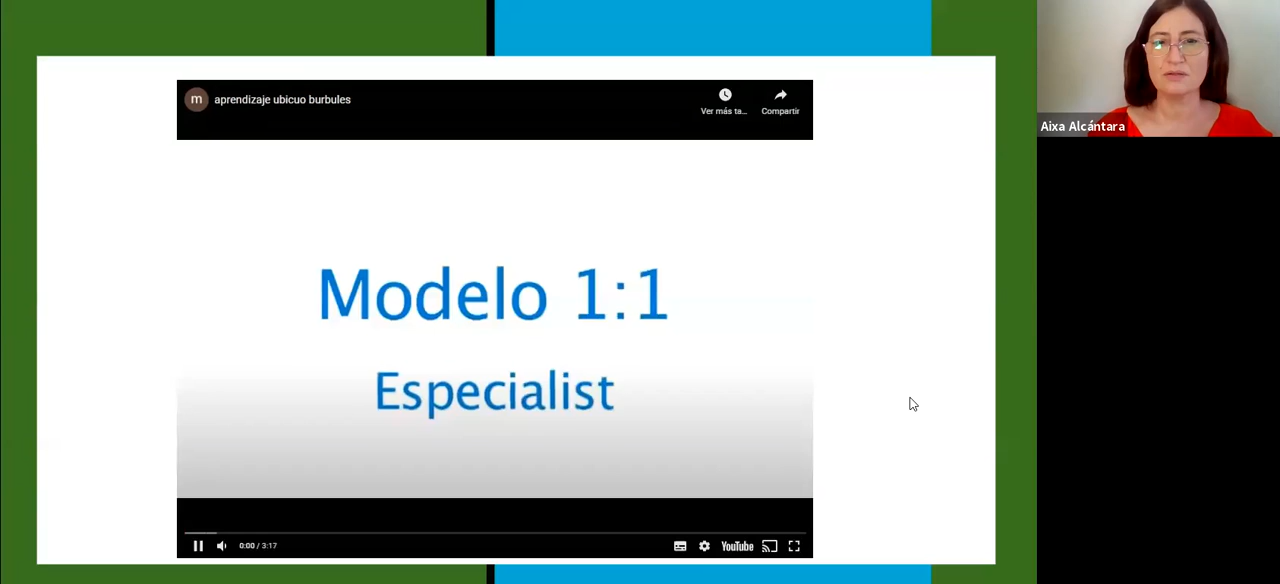 m
aprendizaje ubicuo burbules
Ver más ta...
Compartir
Aixa Alcántara
Modelo 1:1
Especialist
0:00 / 3:17
YouTube